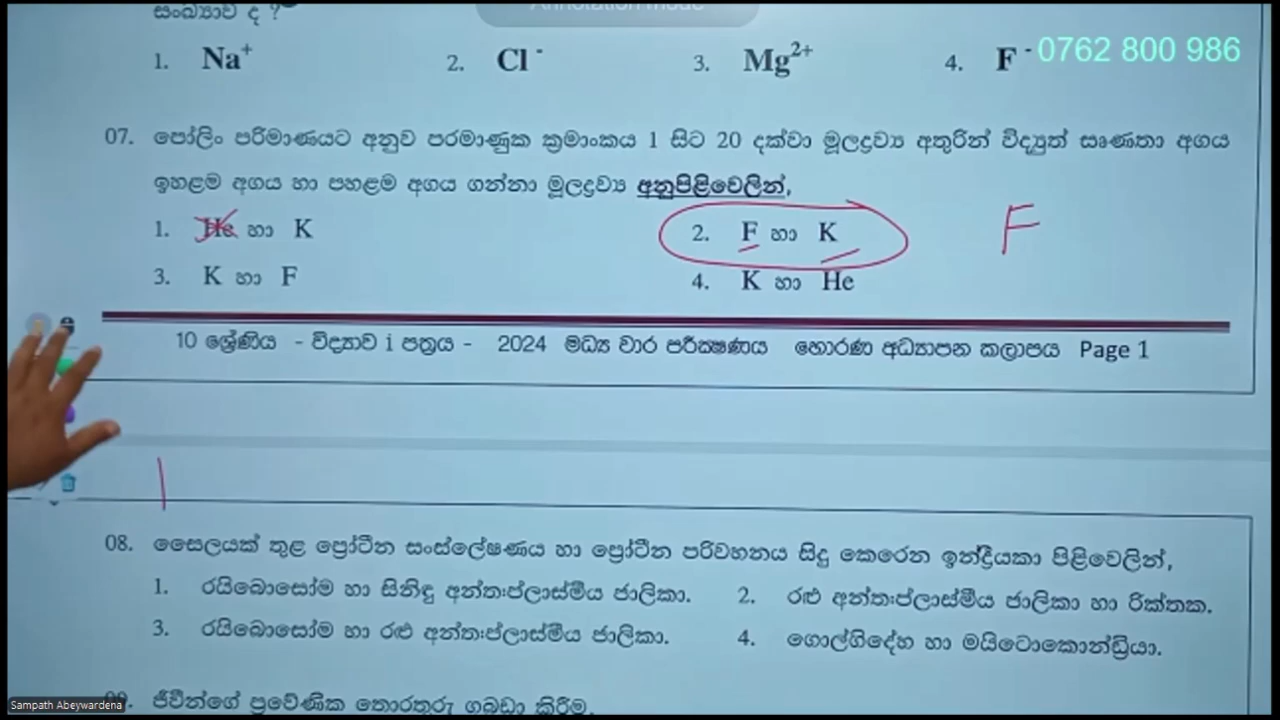 සංඛ්‍යාව ද ?
Annotation mode
1. Na+ 2. Cl - 3. Mg2+ 4. F -
0762 800 986
07. පෝලිං පරිමාණයට අනුව පරමාණුක ක්‍රමාංකය 1 සිට 20 දක්වා මූලද්‍රව්‍ය අතුරින් විද්‍යුත් සෘණතා අගය
ඉහළම අගය හා පහළම අගය ගන්නා මූලද්‍රව්‍ය අනුපිළිවෙලින්,
1. He හා K 2. F හා K
F
3. K හා F 4. K හා He
10 ශ්‍රේණිය - විද්‍යාව i පත්‍රය - 2024 මධ්‍ය වාර පරීක්ෂණය හොරණ අධ්‍යාපන කලාපය Page 1
08. සෛලයක් තුළ ප්‍රෝටීන සංස්ලේෂණය හා ප්‍රෝටීන පරිවහනය සිදු කෙරෙන ඉන්ද්‍රියකා පිළිවෙලින්,
1. රයිබොසෝම හා සිනිඳු අන්තඃප්ලාස්මීය ජාලිකා. 2. රළු අන්තඃප්ලාස්මීය ජාලිකා හා රික්තක.
3. රයිබොසෝම හා රළු අන්තඃප්ලාස්මීය ජාලිකා. 4. ගොල්ගිදේහ හා මයිටොකොන්ඩ්‍රියා.
09. ජීවීන්ගේ ප්‍රවේණික තොරතුරු ගබඩා කිරීම,
Sampath Abeywardena